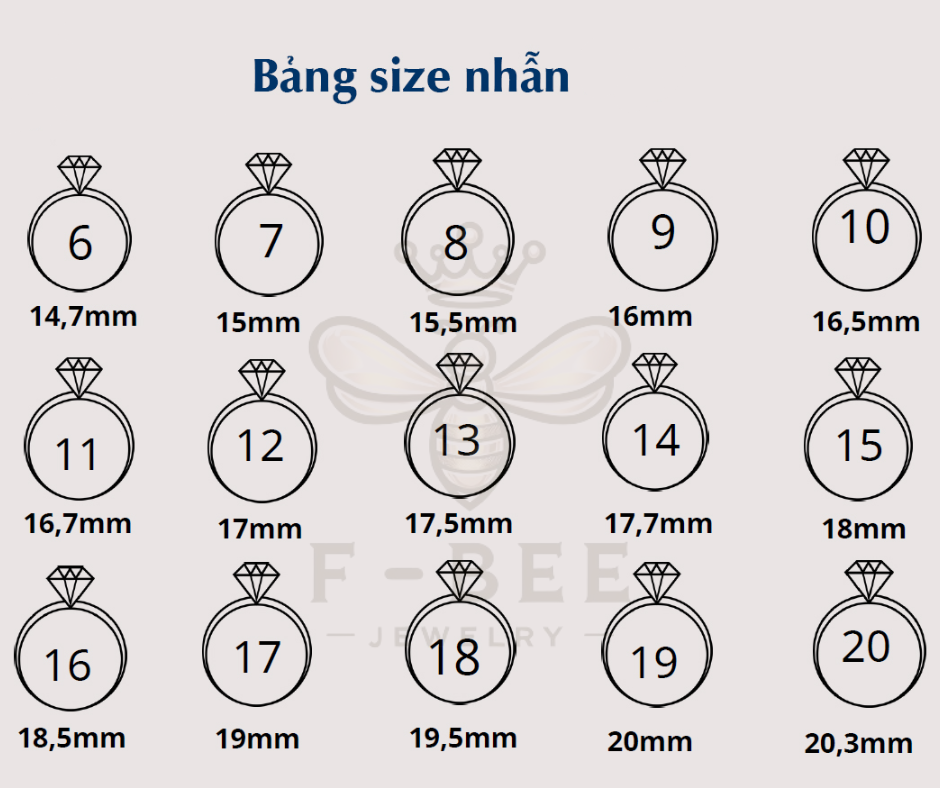 Bảng size nhẫn
6 7 8 9 10
14,7mm 15mm 15,5mm 16mm 16,5mm
11 12 13 14 15
16,7mm 17mm 17,5mm 17,7mm 18mm
F-BEE
JEWELRY
16 17 18 19 20
18,5mm 19mm 19,5mm 20mm 20,3mm